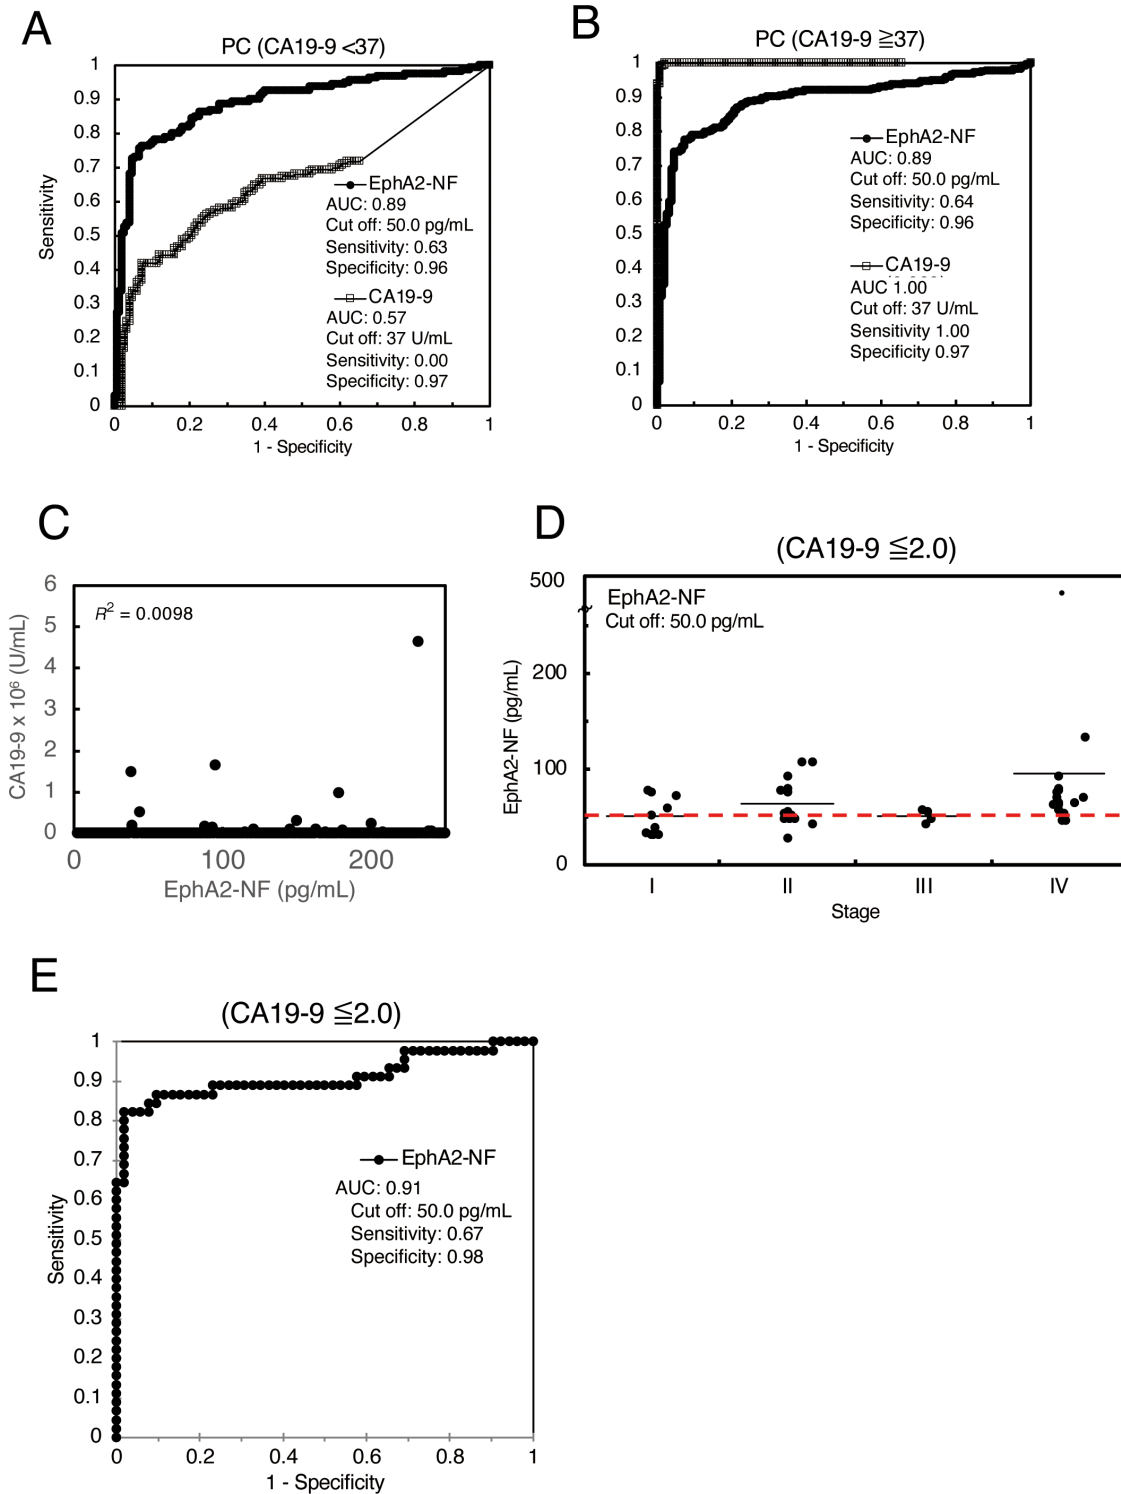 A
PC (CA19-9 <37)
1
0.9
0.8
0.7
0.6
0.5
0.4
0.3
0.2
0.1
0
Sensitivity
EphA2-NF
AUC: 0.89
Cut off: 50.0 pg/mL
Sensitivity: 0.63
Specificity: 0.96
CA19-9
AUC: 0.57
Cut off: 37 U/mL
Sensitivity: 0.00
Specificity: 0.97
0 0.2 0.4 0.6 0.8 1
1 - Specificity
B
PC (CA19-9 ≧37)
1
0.9
0.8
0.7
0.6
0.5
0.4
0.3
0.2
0.1
0
EphA2-NF
AUC: 0.89
Cut off: 50.0 pg/mL
Sensitivity: 0.64
Specificity: 0.96
CA19-9
AUC 1.00
Cut off: 37 U/mL
Sensitivity 1.00
Specificity 0.97
0 0.2 0.4 0.6 0.8 1
1 - Specificity
C
6
5
4
3
2
1
0
CA19-9 x 10⁶ (U/mL)
R² = 0.0098
0 100 200
EphA2-NF (pg/mL)
D
(CA19-9 ≦2.0)
500
200
100
0
EphA2-NF (pg/mL)
EphA2-NF
Cut off: 50.0 pg/mL
I II III IV
Stage
E
(CA19-9 ≦2.0)
1
0.9
0.8
0.7
0.6
0.5
0.4
0.3
0.2
0.1
0
Sensitivity
EphA2-NF
AUC: 0.91
Cut off: 50.0 pg/mL
Sensitivity: 0.67
Specificity: 0.98
0 0.2 0.4 0.6 0.8 1
1 - Specificity